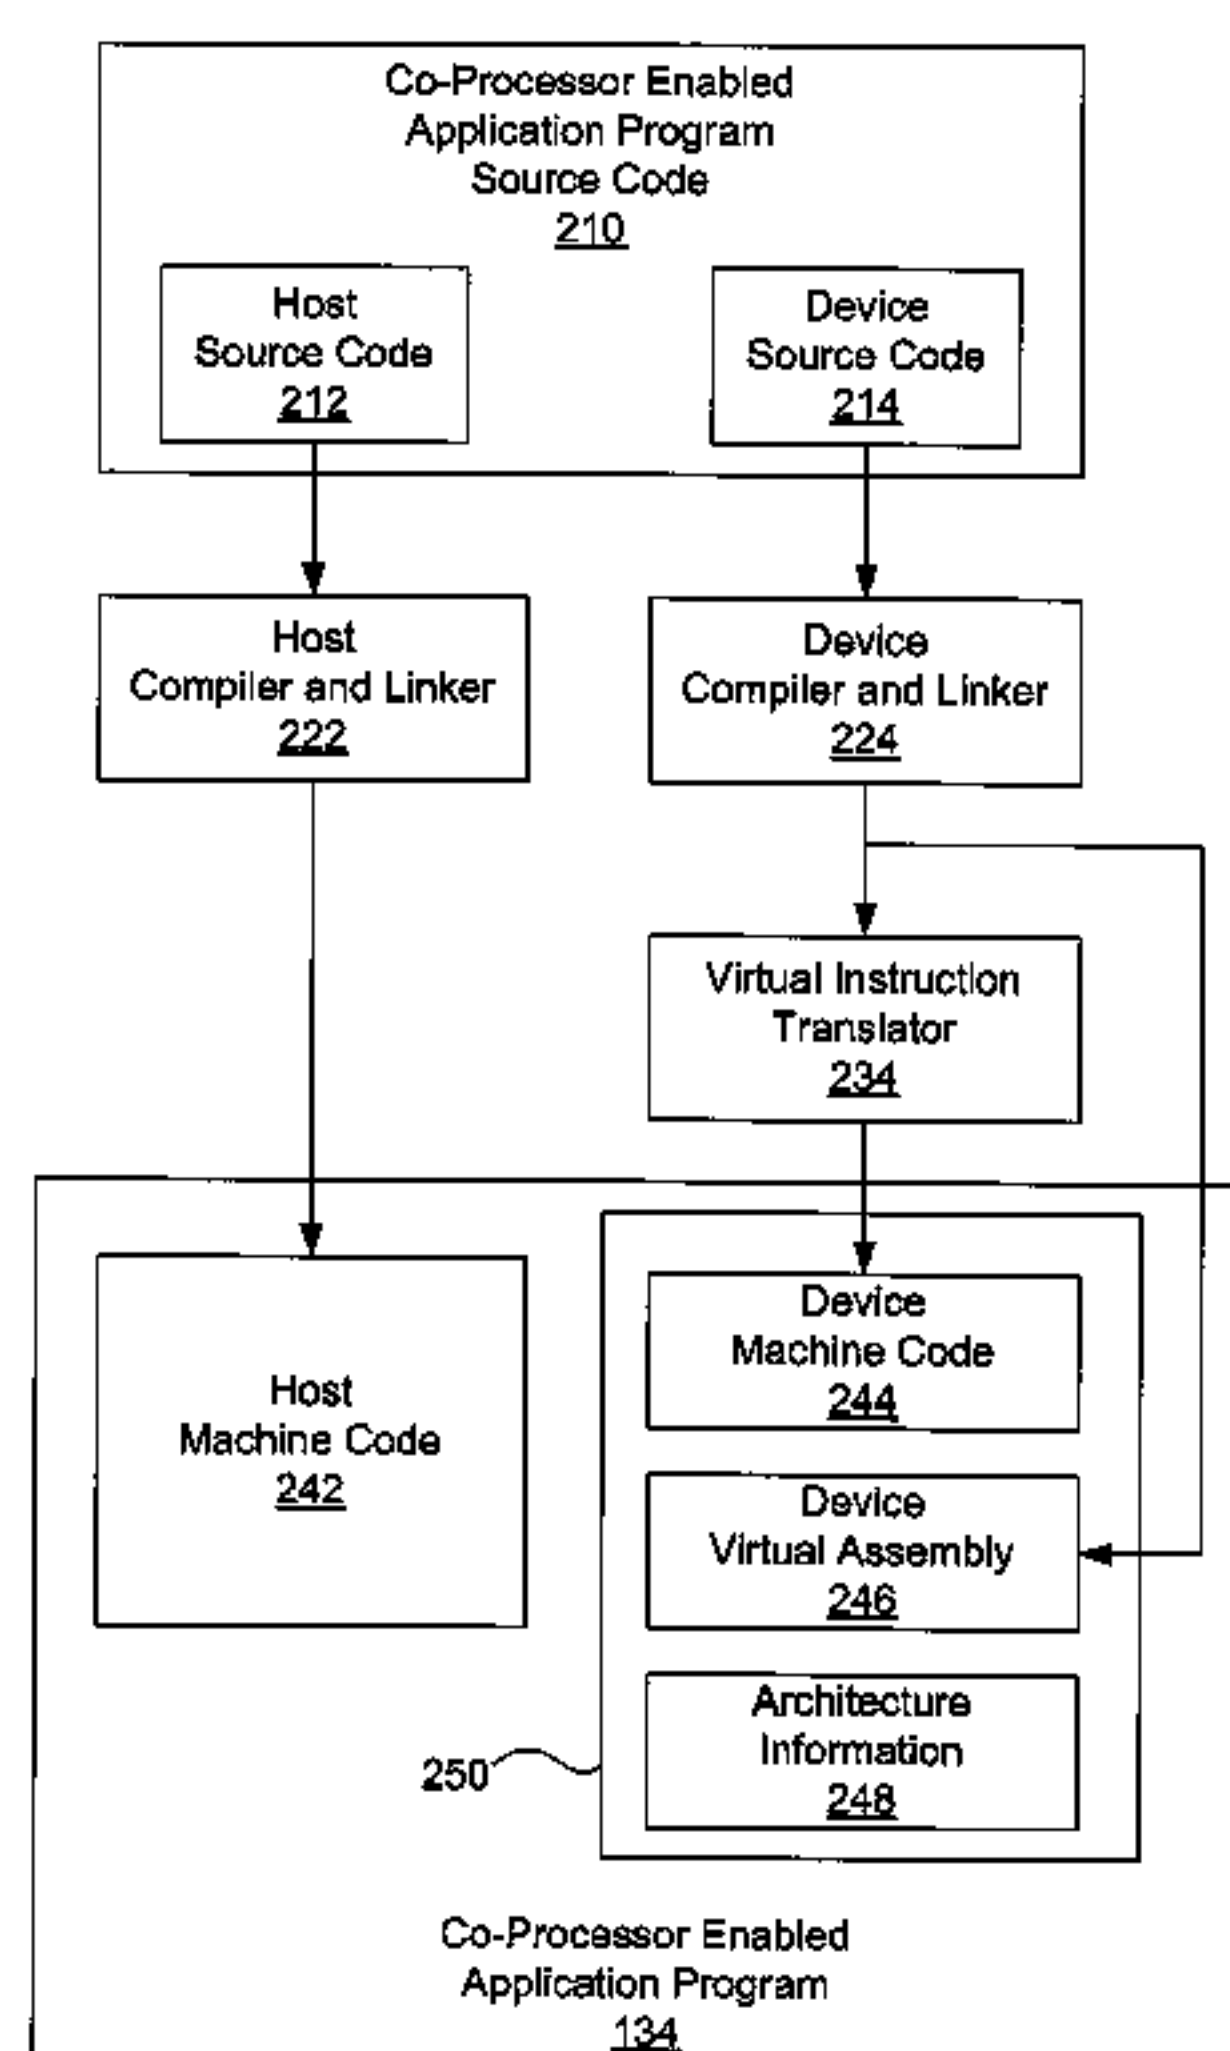 Co-Processor Enabled
Application Program
Source Code
210
Host
Source Code
212
Device
Source Code
214
Host
Compiler and Linker
222
Device
Compiler and Linker
224
Virtual Instruction
Translator
234
Host
Machine Code
242
Device
Machine Code
244
Device
Virtual Assembly
246
Architecture
Information
248
250
Co-Processor Enabled
Application Program
134